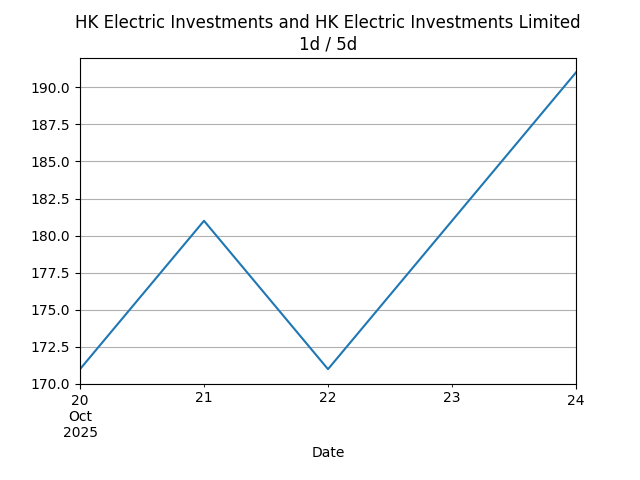 HK Electric Investments and HK Electric Investments Limited
1d / 5d
190.0
187.5
185.0
182.5
180.0
177.5
175.0
172.5
170.0
20 21 22 23 24
Oct
2025
Date